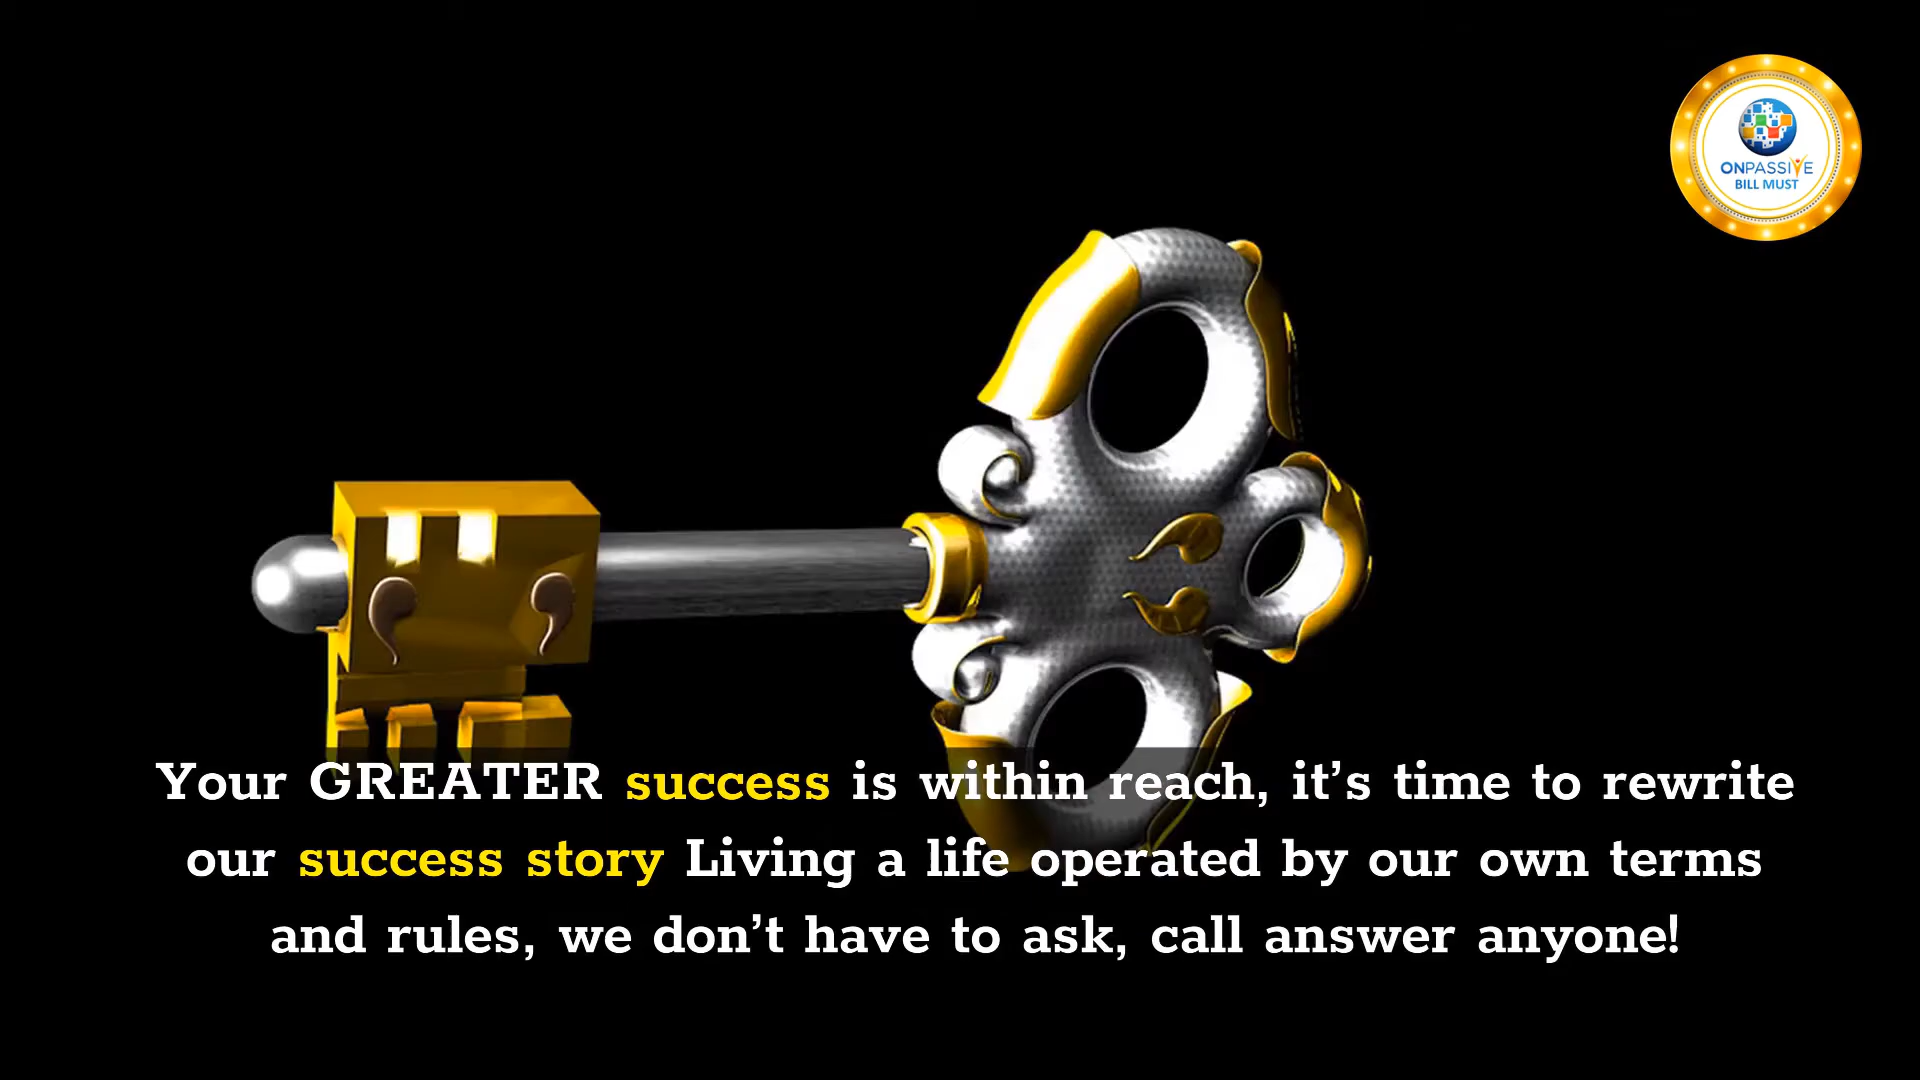 ONPASSIVE
BILL MUST
Your GREATER success is within reach, it's time to rewrite
our success story Living a life operated by our own terms
and rules, we don't have to ask, call answer anyone!